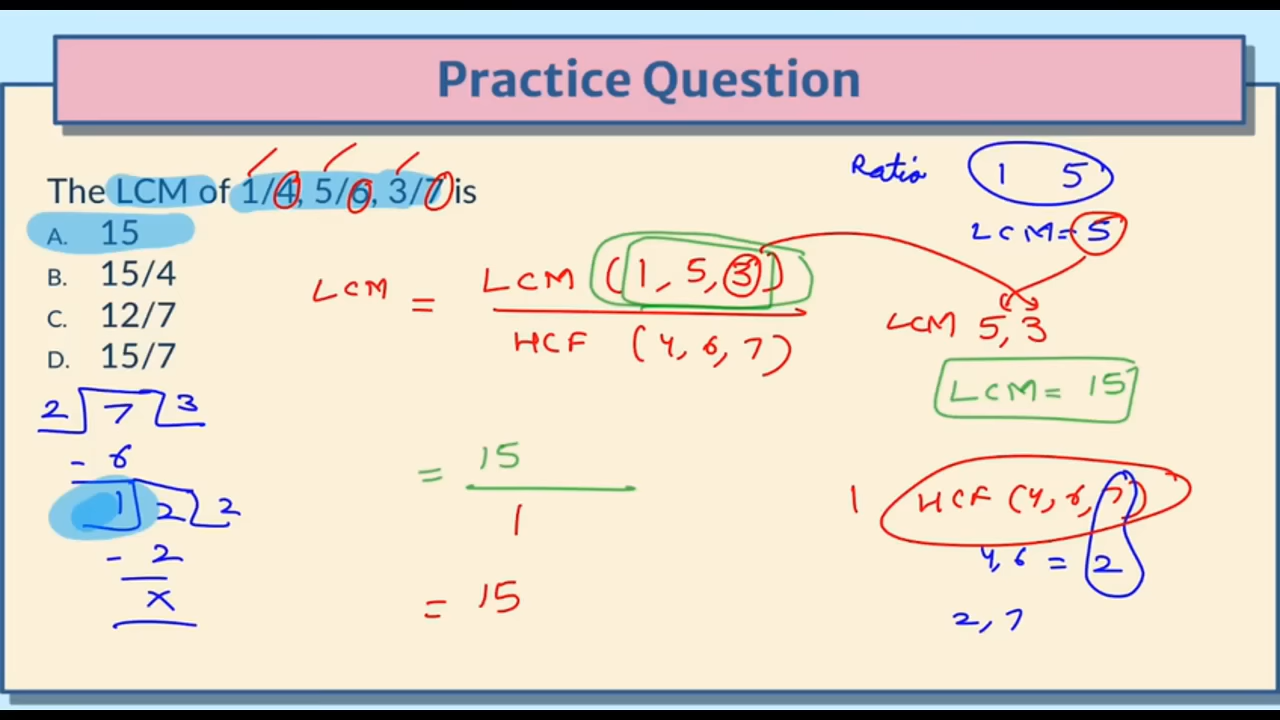 Practice Question
The LCM of 1/4, 5/6, 3/7 is
A. 15
B. 15/4
C. 12/7
D. 15/7
LCM = LCM (1, 5, 3)
HCF (4, 6, 7)
= 15
1
= 15
Ratio 1 5
LCM = 5
LCM 5, 3
LCM = 15
1 HCF (4, 6, 7)
4, 6 = 2
2, 7
2 7 3
- 6
1 2 2
- 2
x